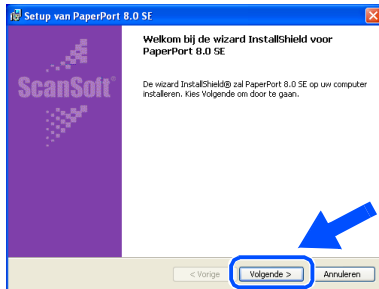 Setup van PaperPort 8.0 SE
Welkom bij de wizard InstallShield voor
PaperPort 8.0 SE
De wizard InstallShield® zal PaperPort 8.0 SE op uw computer
installeren. Kies Volgende om door te gaan.
ScanSoft®
< Vorige
Volgende >
Annuleren